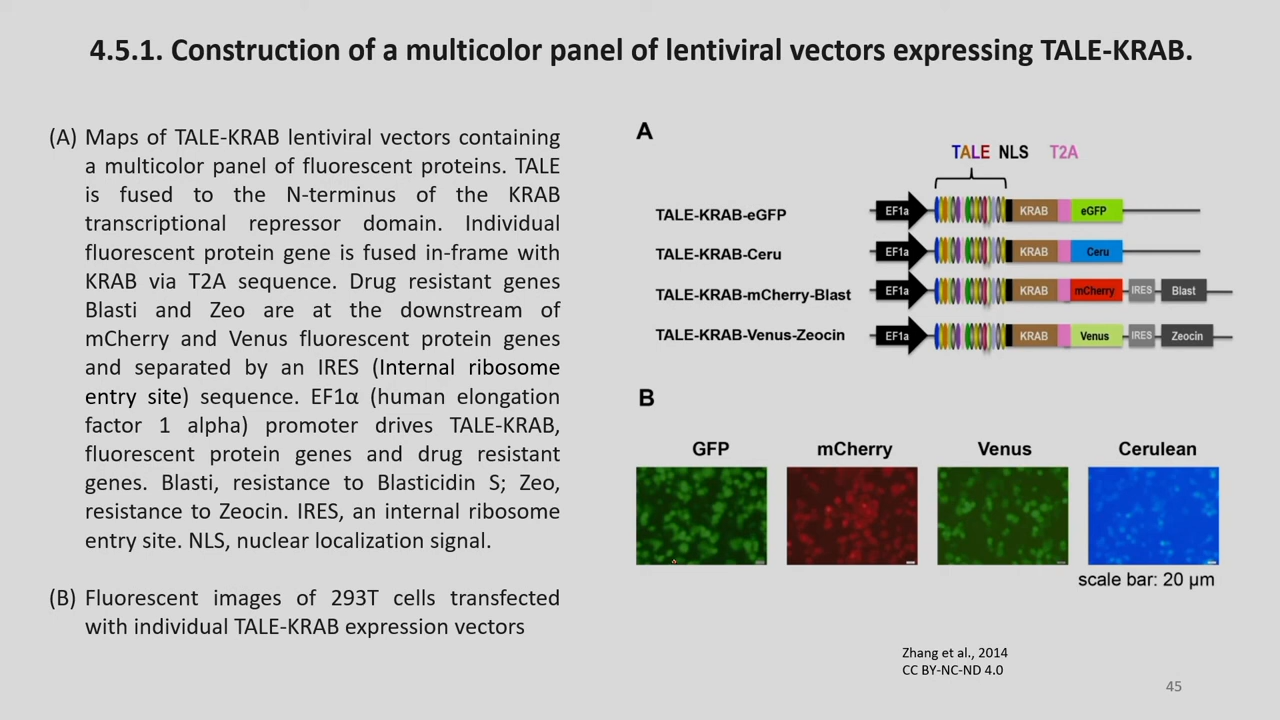 4.5.1. Construction of a multicolor panel of lentiviral vectors expressing TALE-KRAB.
(A) Maps of TALE-KRAB lentiviral vectors containing
a multicolor panel of fluorescent proteins. TALE
is fused to the N-terminus of the KRAB
transcriptional repressor domain. Individual
fluorescent protein gene is fused in-frame with
KRAB via T2A sequence. Drug resistant genes
Blasti and Zeo are at the downstream of
mCherry and Venus fluorescent protein genes
and separated by an IRES (Internal ribosome
entry site) sequence. EF1α (human elongation
factor 1 alpha) promoter drives TALE-KRAB,
fluorescent protein genes and drug resistant
genes. Blasti, resistance to Blasticidin S; Zeo,
resistance to Zeocin. IRES, an internal ribosome
entry site. NLS, nuclear localization signal.
(B) Fluorescent images of 293T cells transfected
with individual TALE-KRAB expression vectors
A
TALE NLS T2A
TALE-KRAB-eGFP EF1a KRAB eGFP
TALE-KRAB-Ceru EF1a KRAB Ceru
TALE-KRAB-mCherry-Blast EF1a KRAB mCherry IRES Blast
TALE-KRAB-Venus-Zeocin EF1a KRAB Venus IRES Zeocin
B
GFP mCherry Venus Cerulean
scale bar: 20 µm
Zhang et al., 2014
CC BY-NC-ND 4.0
45